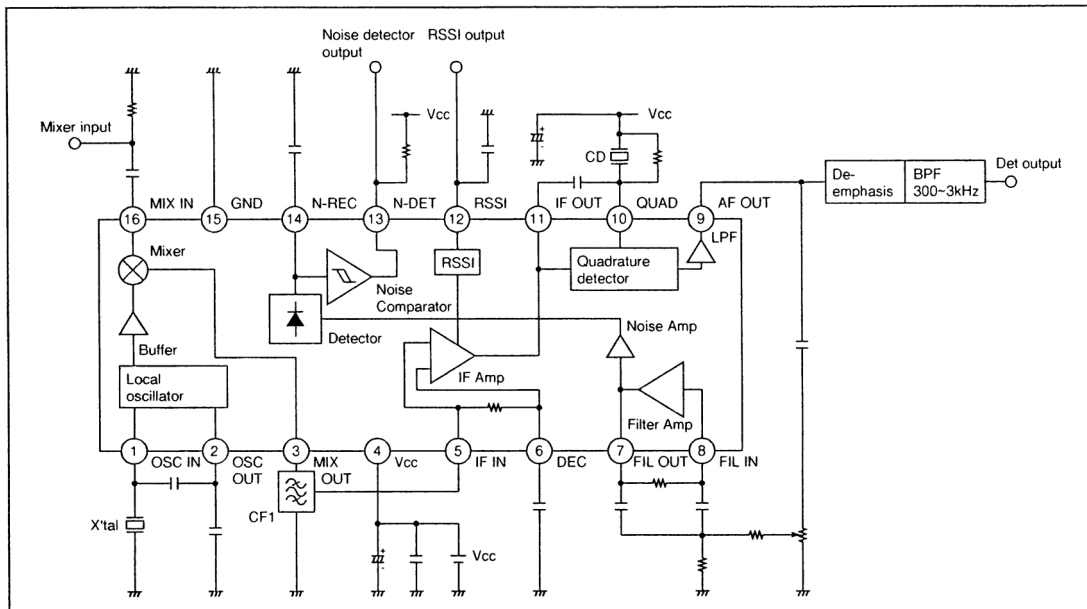 Noise detector
output
RSSI output
Vcc
Vcc
Mixer input
CD
De-
emphasis
BPF
300~3kHz
Det output
16
MIX IN
15
GND
14
N-REC
13
N-DET
12
RSSI
11
IF OUT
10
QUAD
9
AF OUT
Mixer
RSSI
Quadrature
detector
LPF
Noise
Comparator
Detector
Noise Amp
Buffer
IF Amp
Local
oscillator
Filter Amp
1
OSC IN
2
OSC
OUT
3
MIX
OUT
4
Vcc
5
IF IN
6
DEC
7
FIL OUT
8
FIL IN
X'tal
CF1
+
-
Vcc
+
-